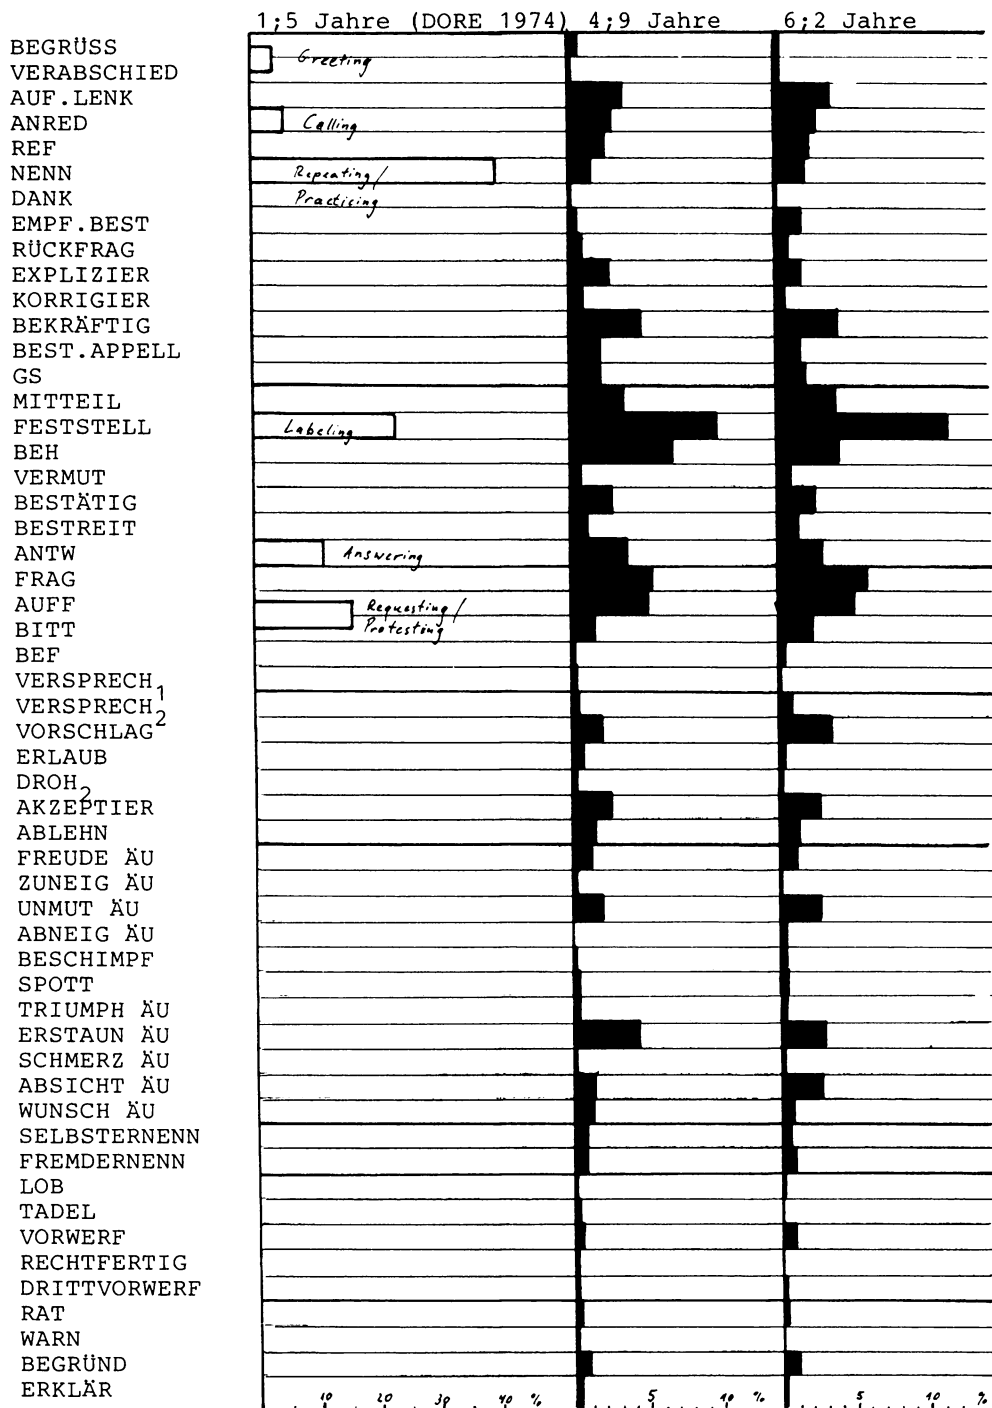 1;5 Jahre (DORE 1974) 4;9 Jahre 6;2 Jahre
BEGRÜSS
Greeting
VERABSCHIED
AUF.LENK
ANRED Calling
REF
NENN Repeating/
DANK Practising
EMPF.BEST
RÜCKFRAG
EXPLIZIER
KORRIGIER
BEKRÄFTIG
BEST.APPELL
GS
MITTEIL
FESTSTELL Labeling
BEH
VERMUT
BESTÄTIG
BESTREIT
ANTW Answering
FRAG
AUFF Requesting/
BITT Protesting
BEF
VERSPRECH1
VERSPRECH2
VORSCHLAG
ERLAUB
DROH2
AKZEPTIER
ABLEHN
FREUDE ÄU
ZUNEIG ÄU
UNMUT ÄU
ABNEIG ÄU
BESCHIMPF
SPOTT
TRIUMPH ÄU
ERSTAUN ÄU
SCHMERZ ÄU
ABSICHT ÄU
WUNSCH ÄU
SELBSTERNENN
FREMDERNENN
LOB
TADEL
VORWERF
RECHTFERTIG
DRITTVORWERF
RAT
WARN
BEGRÜND
ERKLÄR
10 20 30 40 % 5 10 % 5 10 %